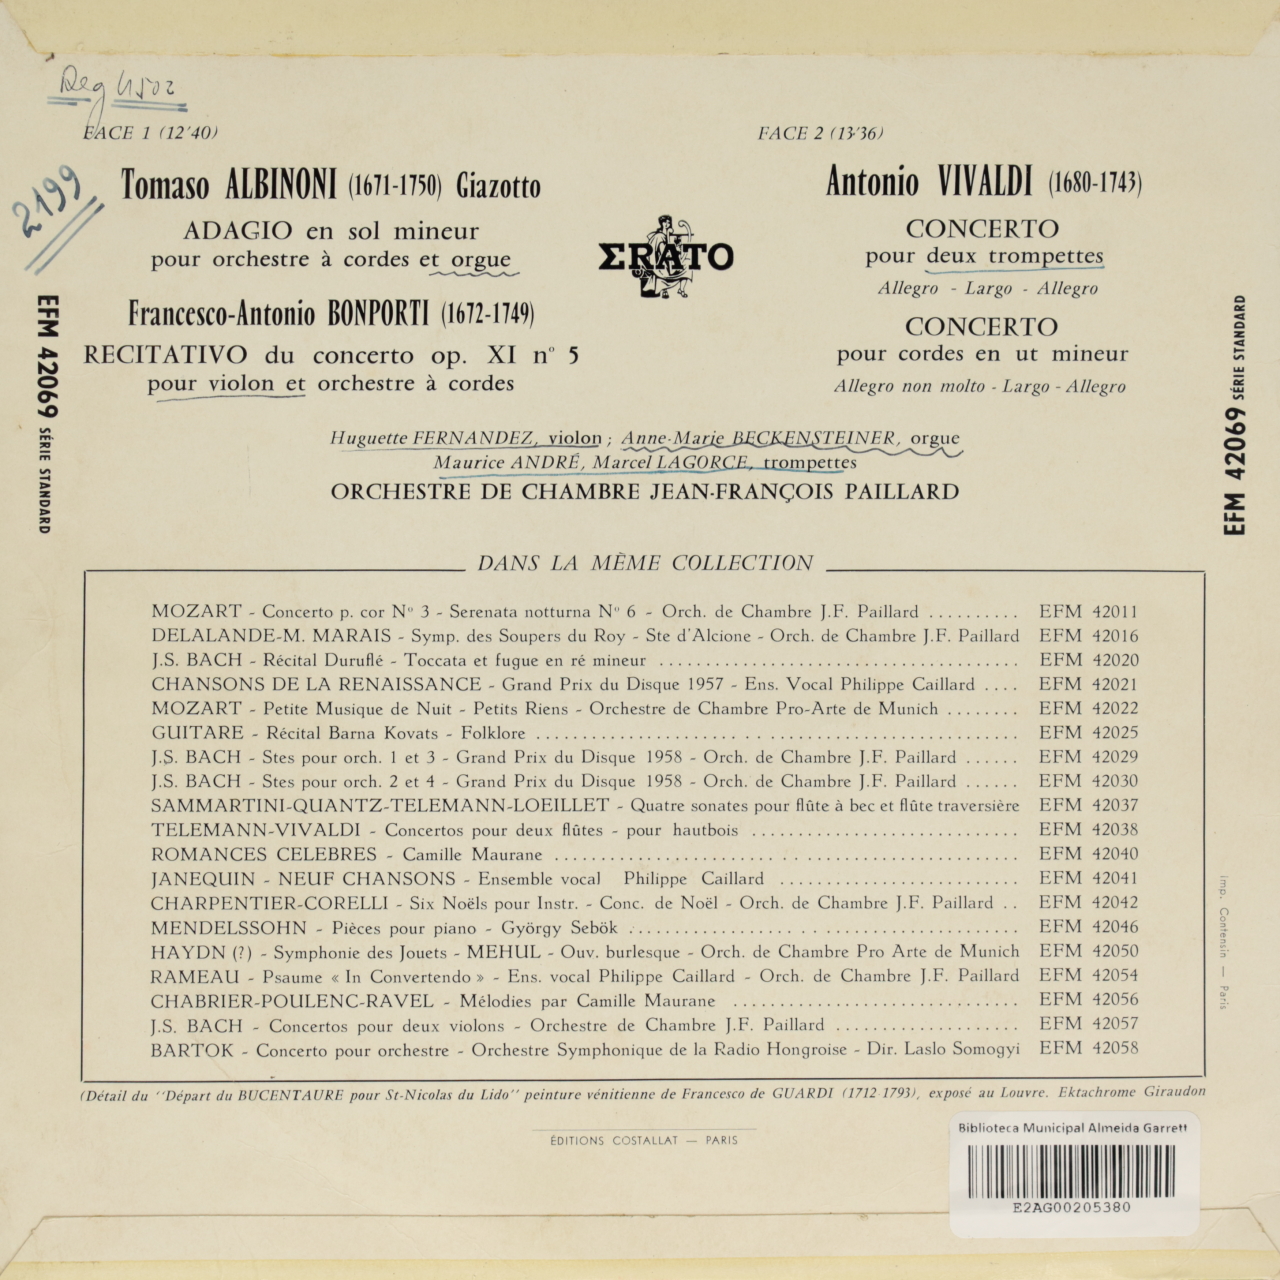 Reg 4502
FACE 1 (12'40)
FACE 2 (13'36)
2199
Tomaso ALBINONI (1671-1750) Giazotto
ADAGIO en sol mineur
pour orchestre à cordes et orgue
Francesco-Antonio BONPORTI (1672-1749)
RECITATIVO du concerto op. XI n° 5
pour violon et orchestre à cordes
ERATO
Antonio VIVALDI (1680-1743)
CONCERTO
pour deux trompettes
Allegro - Largo - Allegro
CONCERTO
pour cordes en ut mineur
Allegro non molto - Largo - Allegro
EFM 42069 SÉRIE STANDARD
EFM 42069 SÉRIE STANDARD
Huguette FERNANDEZ, violon ; Anne-Marie BECKENSTEINER, orgue
Maurice ANDRÉ, Marcel LAGORCE, trompettes
ORCHESTRE DE CHAMBRE JEAN-FRANÇOIS PAILLARD
DANS LA MÊME COLLECTION
MOZART - Concerto p. cor N° 3 - Serenata notturna N° 6 - Orch. de Chambre J.F. Paillard .......... EFM 42011
DELALANDE-M. MARAIS - Symp. des Soupers du Roy - Ste d'Alcione - Orch. de Chambre J.F. Paillard EFM 42016
J.S. BACH - Récital Duruflé - Toccata et fugue en ré mineur .................................... EFM 42020
CHANSONS DE LA RENAISSANCE - Grand Prix du Disque 1957 - Ens. Vocal Philippe Caillard .... EFM 42021
MOZART - Petite Musique de Nuit - Petits Riens - Orchestre de Chambre Pro-Arte de Munich ........ EFM 42022
GUITARE - Récital Barna Kovats - Folklore ................................................ EFM 42025
J.S. BACH - Stes pour orch. 1 et 3 - Grand Prix du Disque 1958 - Orch. de Chambre J.F. Paillard ...... EFM 42029
J.S. BACH - Stes pour orch. 2 et 4 - Grand Prix du Disque 1958 - Orch. de Chambre J.F. Paillard ...... EFM 42030
SAMMARTINI-QUANTZ-TELEMANN-LOEILLET - Quatre sonates pour flûte à bec et flûte traversière EFM 42037
TELEMANN-VIVALDI - Concertos pour deux flûtes - pour hautbois ........................... EFM 42038
ROMANCES CELEBRES - Camille Maurane ............................................... EFM 42040
JANEQUIN - NEUF CHANSONS - Ensemble vocal Philippe Caillard ........................ EFM 42041
CHARPENTIER-CORELLI - Six Noëls pour Instr. - Conc. de Noël - Orch. de Chambre J.F. Paillard .. EFM 42042
MENDELSSOHN - Pièces pour piano - György Sebök ....................................... EFM 42046
HAYDN (?) - Symphonie des Jouets - MEHUL - Ouv. burlesque - Orch. de Chambre Pro Arte de Munich EFM 42050
RAMEAU - Psaume « In Convertendo » - Ens. vocal Philippe Caillard - Orch. de Chambre J.F. Paillard EFM 42054
CHABRIER-POULENC-RAVEL - Mélodies par Camille Maurane ............................. EFM 42056
J.S. BACH - Concertos pour deux violons - Orchestre de Chambre J.F. Paillard ................... EFM 42057
BARTOK - Concerto pour orchestre - Orchestre Symphonique de la Radio Hongroise - Dir. Laslo Somogyi EFM 42058
imp. Contensin — Paris
(Détail du ''Départ du BUCENTAURE pour St-Nicolas du Lido'' peinture vénitienne de Francesco de GUARDI (1712 1793), exposé au Louvre. Ektachrome Giraudon
ÉDITIONS COSTALLAT — PARIS
Biblioteca Municipal Almeida Garrett
E2AG00205380